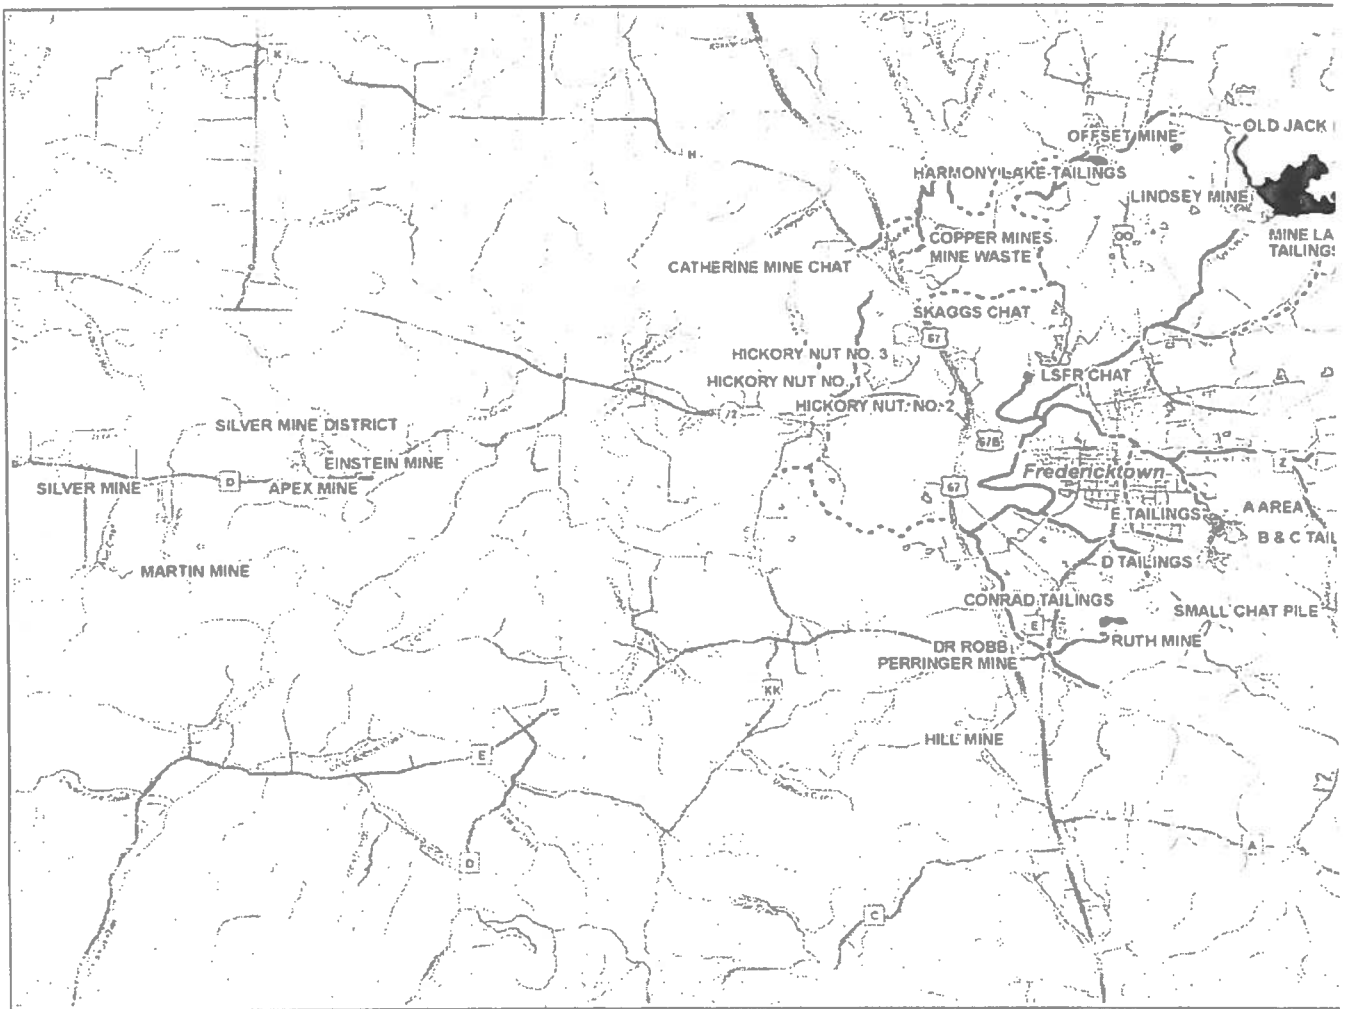 K
H
OFFSET MINE
OLD JACK
HARMONY LAKE TAILINGS
LINDSEY MINE
OO
COPPER MINES
MINE WASTE
MINE LA
TAILINGS
CATHERINE MINE CHAT
SKAGGS CHAT
67
HICKORY NUT NO. 3
HICKORY NUT NO. 1
LSFR CHAT
72
HICKORY NUT NO. 2
SILVER MINE DISTRICT
67B
EINSTEIN MINE
Fredericktown
Z
SILVER MINE
D
APEX MINE
67
E TAILINGS
A AREA
B & C TAIL
MARTIN MINE
D TAILINGS
CONRAD TAILINGS
SMALL CHAT PILE
E
DR ROBB
RUTH MINE
PERRINGER MINE
KK
HILL MINE
E
A
D
C